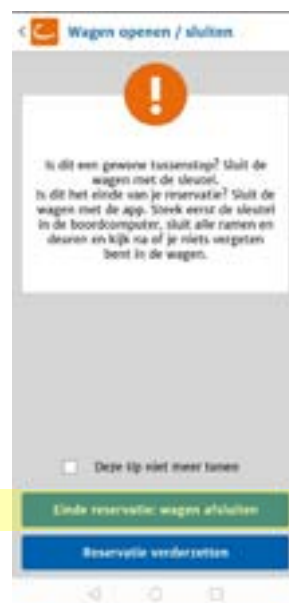 Wagen openen / sluiten
Is dit een gewone tussenstop? Sluit de
wagen met de sleutel.
Is dit het einde van je reservatie? Sluit de
wagen met de app. Steek eerst de sleutel
in de boordcomputer, sluit alle ramen en
deuren en kijk na of je niets vergeten
bent in de wagen.
Deze tip niet meer tonen
Einde reservatie: wagen afsluiten
Reservatie verderzetten